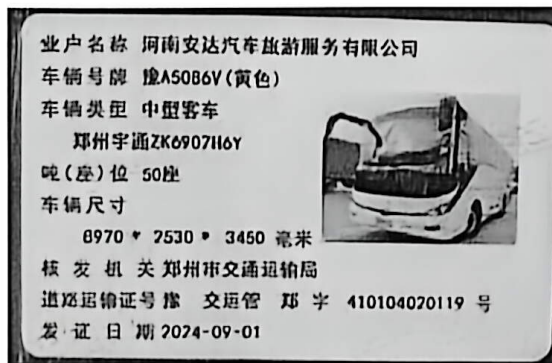 业户名称 河南安达汽车旅游服务有限公司
车辆号牌 豫A5086V(黄色)
车辆类型 中型客车
郑州宇通ZK6907H6Y
吨(座)位 50座
车辆尺寸
8970 * 2530 * 3450 毫米
核发机关 郑州市交通运输局
道路运输证号 豫 交运管 郑 字 410104020119 号
发证日期 2024-09-01